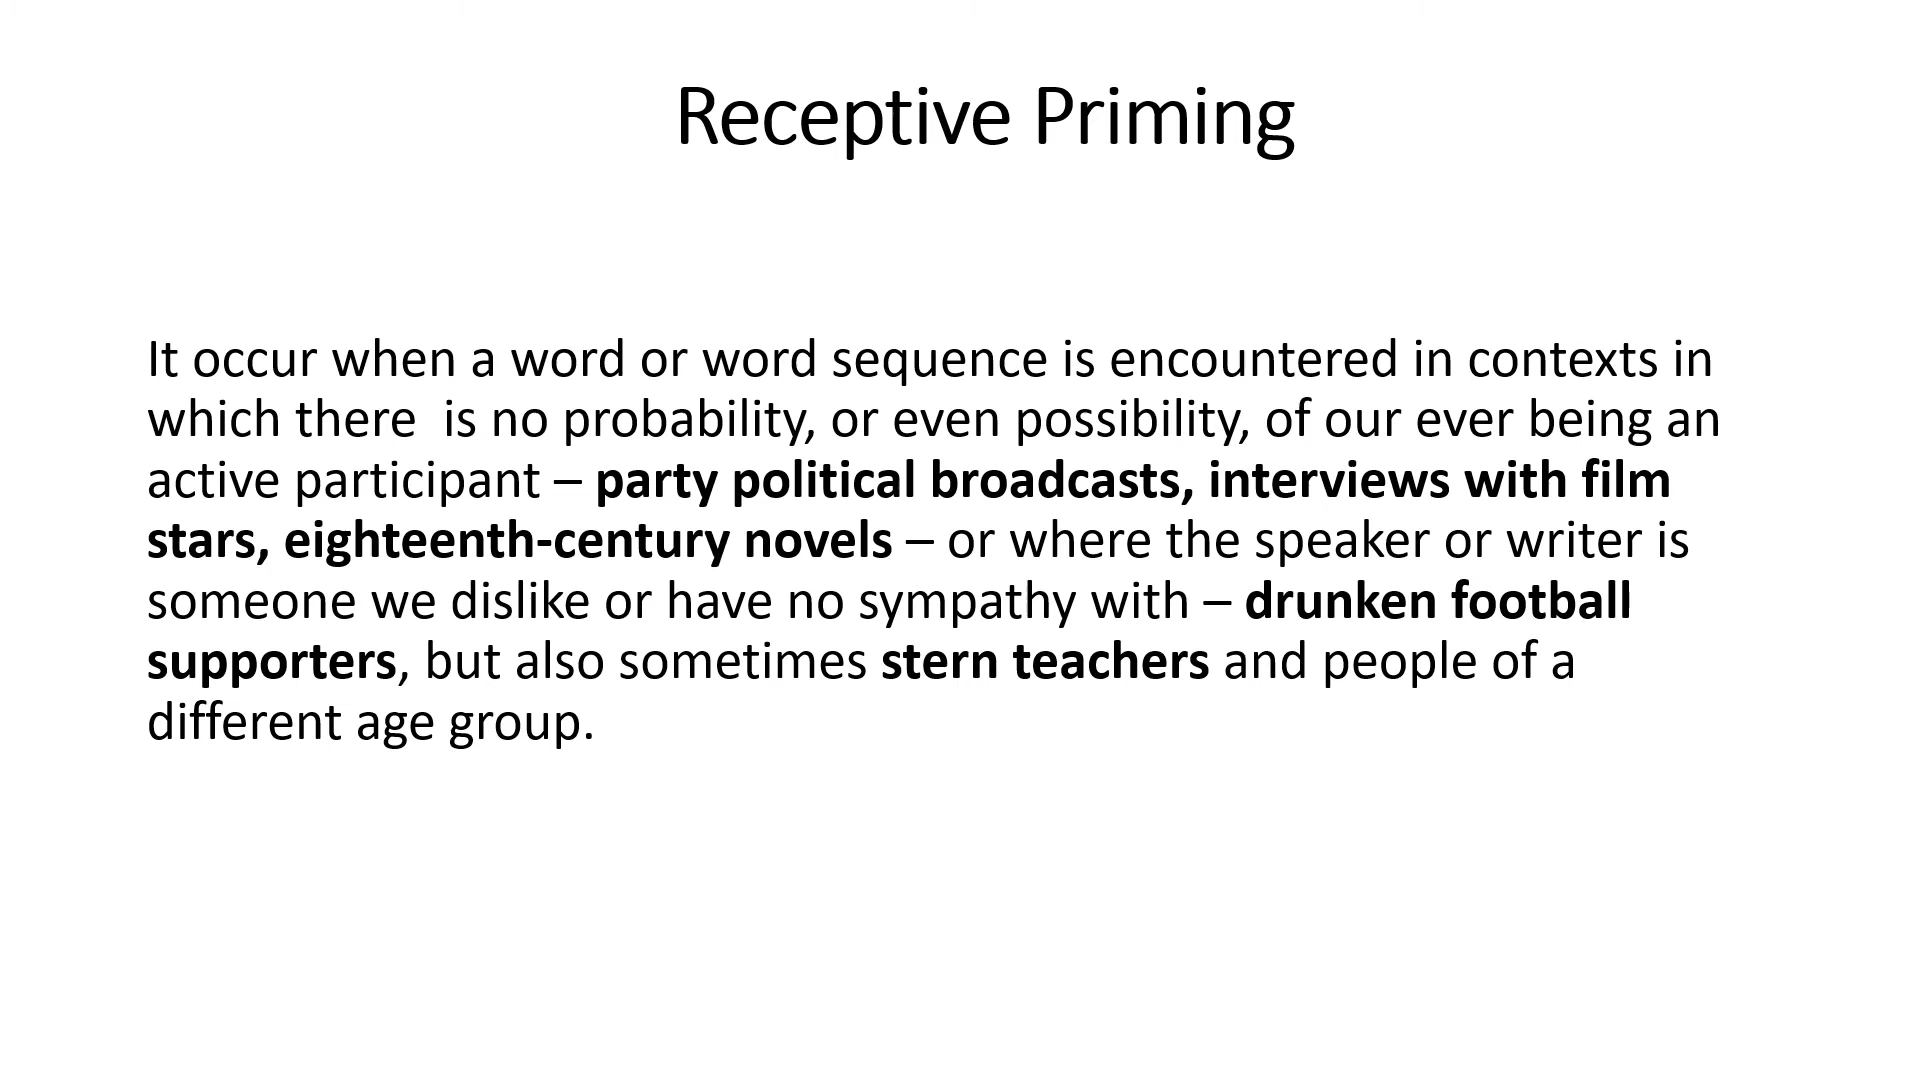 Receptive Priming
It occur when a word or word sequence is encountered in contexts in
which there  is no probability, or even possibility, of our ever being an
active participant – party political broadcasts, interviews with film
stars, eighteenth-century novels – or where the speaker or writer is
someone we dislike or have no sympathy with – drunken football
supporters, but also sometimes stern teachers and people of a
different age group.